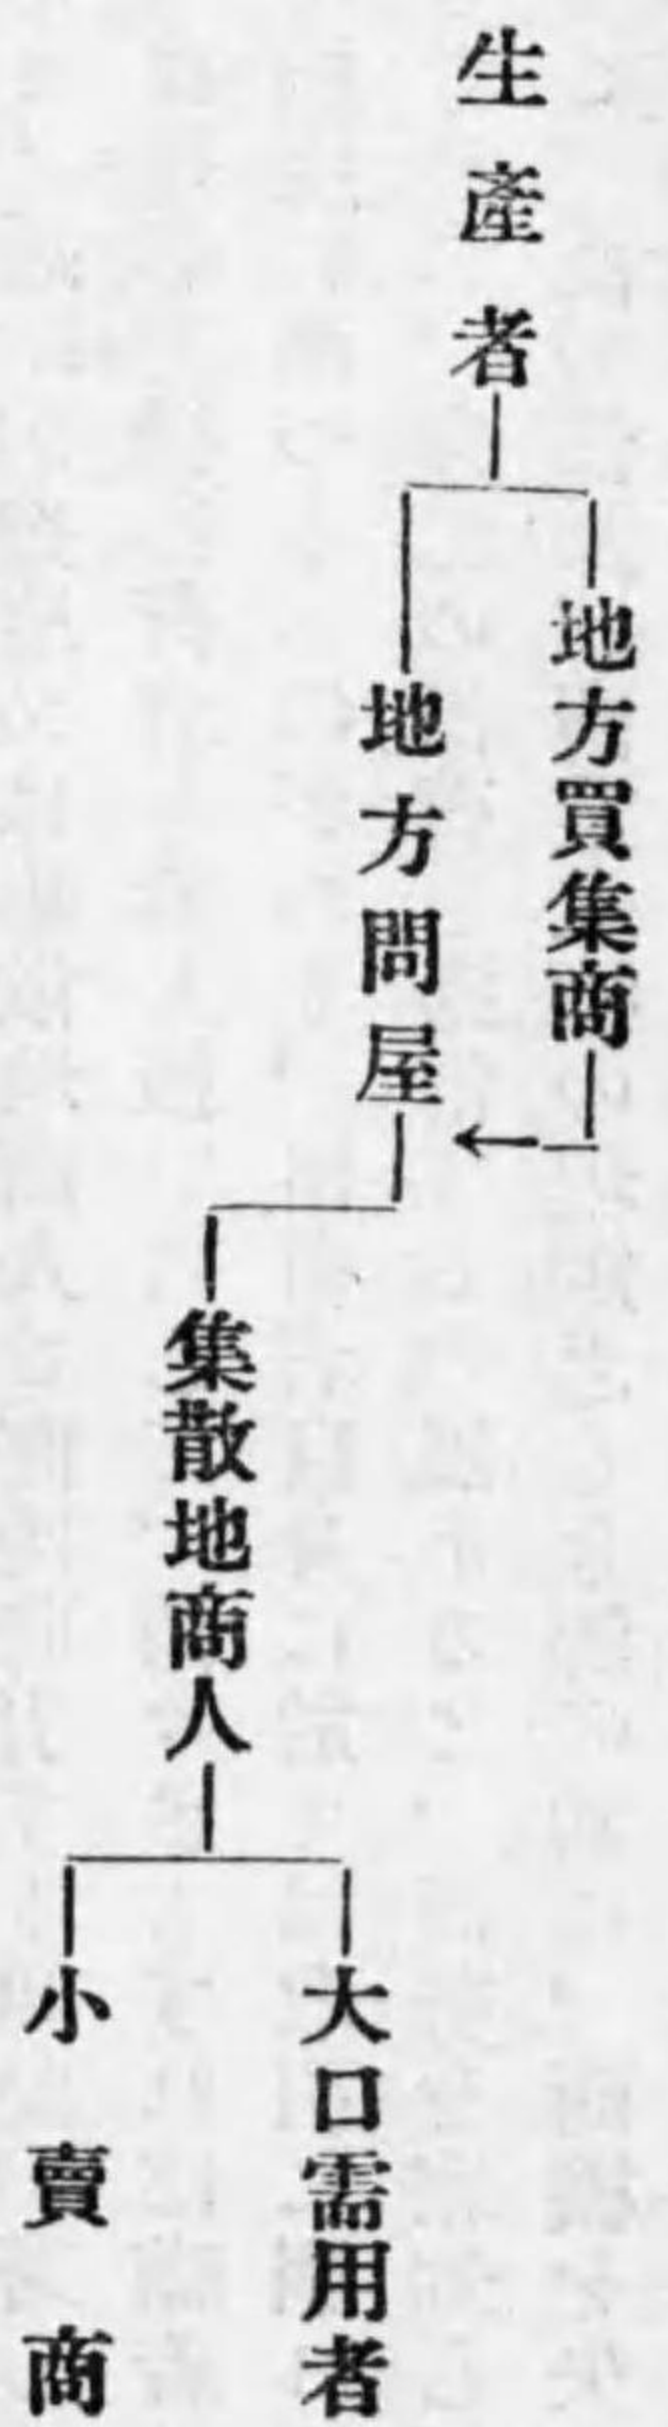 生產者
地方買集商
地方問屋
集散地商人
大口需用者
小賣商